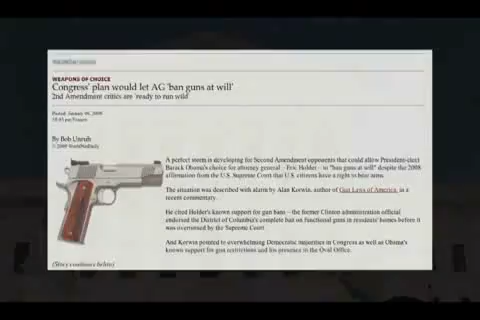 WEAPONS OF CHOICE
Congress' plan would let AG 'ban guns at will'
2nd Amendment critics are 'ready to run wild'
Posted: January 06, 2009
By Bob Unruh
© 2009 WorldNetDaily
A perfect storm is developing for Second Amendment opponents that could allow President-elect
Barack Obama's choice for attorney general – Eric Holder – to "ban guns at will" despite the 2008
affirmation from the U.S. Supreme Court that U.S. citizens have a right to bear arms.
The situation was described with alarm by Alan Korwin, author of Gun Laws of America, in a
recent commentary.
He cited Holder's known support for gun bans – the former Clinton administration official
endorsed the District of Columbia's complete ban on functional guns in residents' homes before it
was overturned by the Supreme Court.
And Korwin pointed to overwhelming Democratic majorities in Congress as well as Obama's
known support for gun restrictions and his presence in the Oval Office.
(Story continues below)